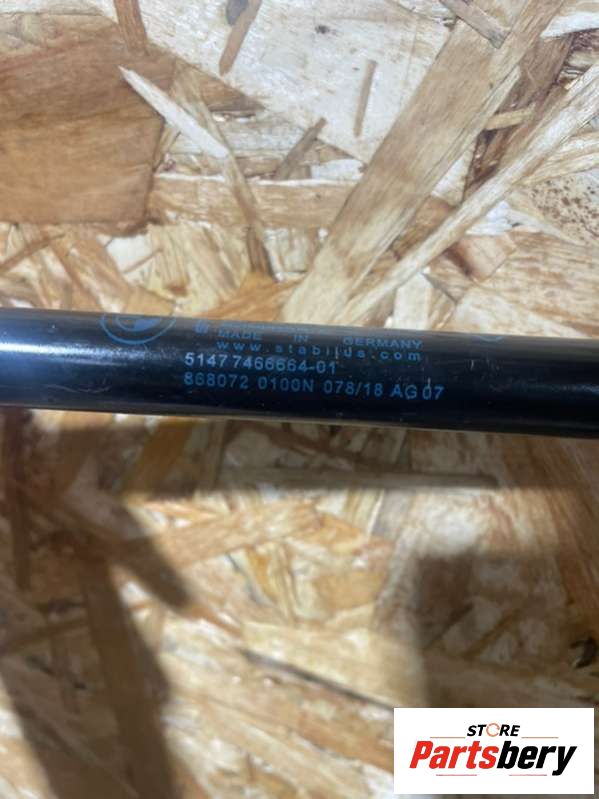 MADE IN GERMANY
www.stabilus.com
51477466664-01
868072 0100N 078/18 AG07
STORE
Partsbery